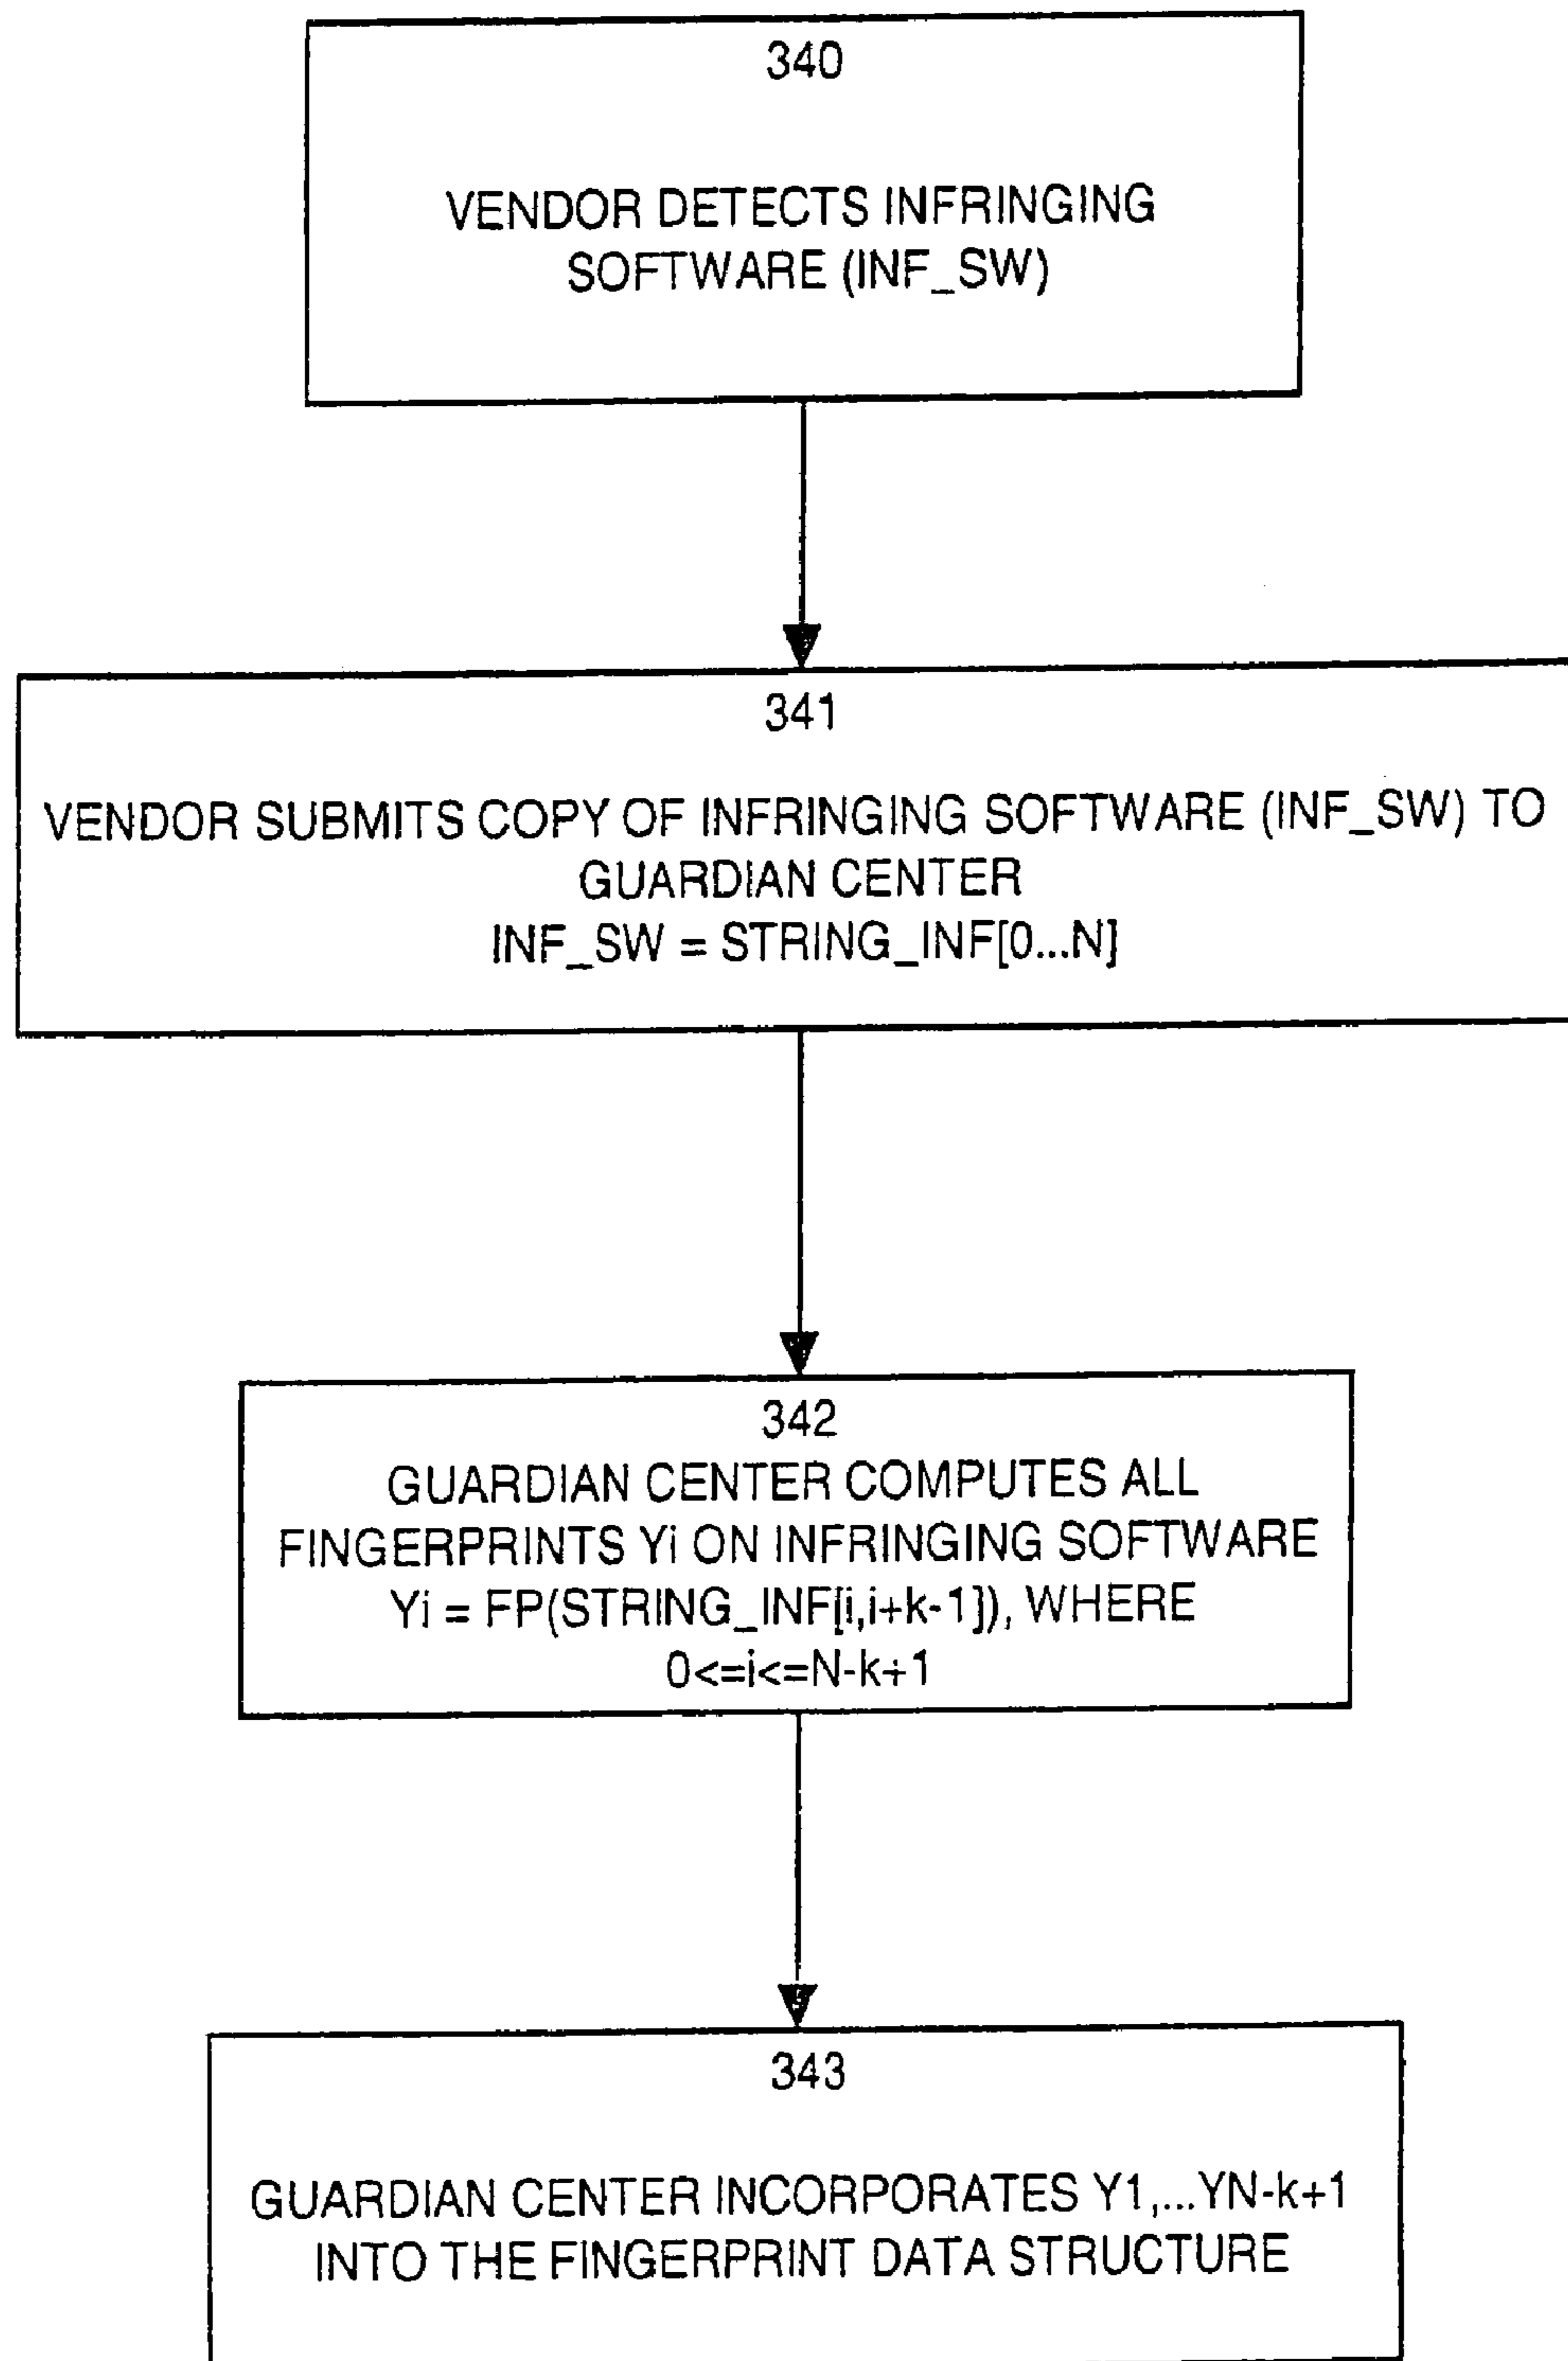 340
VENDOR DETECTS INFRINGING
SOFTWARE (INF_SW)
341
VENDOR SUBMITS COPY OF INFRINGING SOFTWARE (INF_SW) TO
GUARDIAN CENTER
INF_SW = STRING_INF[0...N]
342
GUARDIAN CENTER COMPUTES ALL
FINGERPRINTS Yi ON INFRINGING SOFTWARE
Yi = FP(STRING_INF[i,i+k-1]), WHERE
0<=i<=N-k+1
343
GUARDIAN CENTER INCORPORATES Y1,...YN-k+1
INTO THE FINGERPRINT DATA STRUCTURE